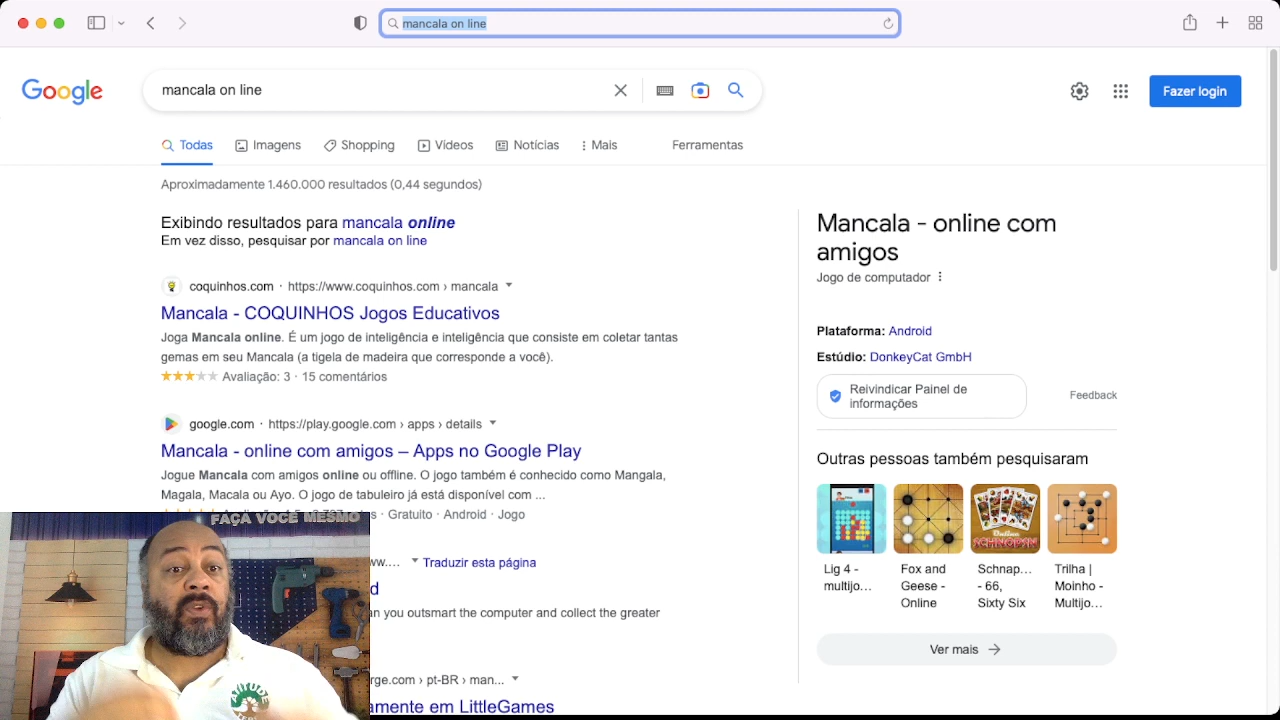 mancala on line
Google
mancala on line
Fazer login
Todas
Imagens
Shopping
Vídeos
Notícias
Mais
Ferramentas
Aproximadamente 1.460.000 resultados (0,44 segundos)
Exibindo resultados para mancala online
Em vez disso, pesquisar por mancala on line
coquinhos.com · https://www.coquinhos.com › mancala
Mancala - COQUINHOS Jogos Educativos
Joga Mancala online. É um jogo de inteligência e inteligência que consiste em coletar tantas
gemas em seu Mancala (a tigela de madeira que corresponde a você).
Avaliação: 3 · 15 comentários
google.com · https://play.google.com › apps › details
Mancala - online com amigos – Apps no Google Play
Jogue Mancala com amigos online ou offline. O jogo também é conhecido como Mangala,
Magala, Macala ou Ayo. O jogo de tabuleiro já está disponível com ...
· Gratuito · Android · Jogo
Traduzir esta página
you outsmart the computer and collect the greater
rge.com › pt-BR › man...
amente em LittleGames
Mancala - online com
amigos
Jogo de computador
Plataforma: Android
Estúdio: DonkeyCat GmbH
Reivindicar Painel de
informações
Feedback
Outras pessoas também pesquisaram
Lig 4 -
multijo...
Fox and
Geese -
Online
Schnap...
- 66,
Sixty Six
Trilha |
Moinho -
Multijo...
Ver mais
FAÇA VOCÊ MESMO
ATITUDE